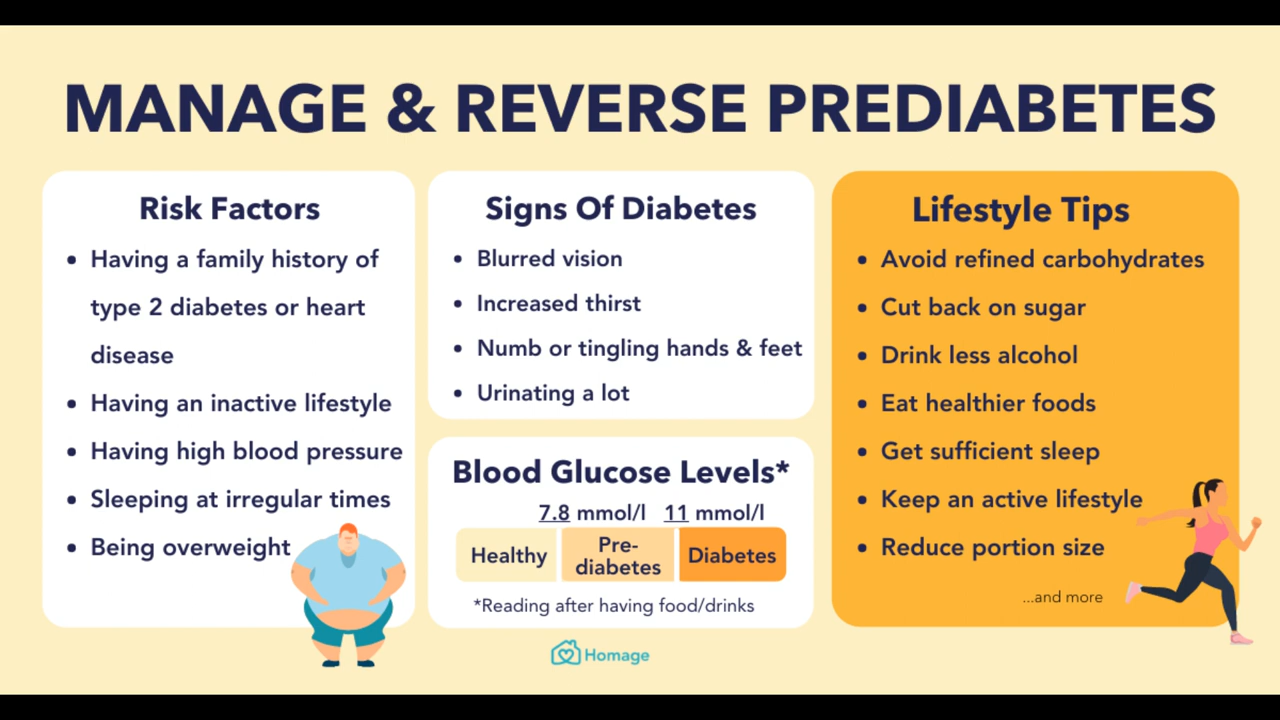 MANAGE & REVERSE PREDIABETES
Risk Factors
• Having a family history of
type 2 diabetes or heart
disease
• Having an inactive lifestyle
• Having high blood pressure
• Sleeping at irregular times
• Being overweight
Signs Of Diabetes
• Blurred vision
• Increased thirst
• Numb or tingling hands & feet
• Urinating a lot
Blood Glucose Levels*
7.8 mmol/l 11 mmol/l
Healthy
Pre-
diabetes
Diabetes
*Reading after having food/drinks
Lifestyle Tips
• Avoid refined carbohydrates
• Cut back on sugar
• Drink less alcohol
• Eat healthier foods
• Get sufficient sleep
• Keep an active lifestyle
• Reduce portion size
...and more
Homage